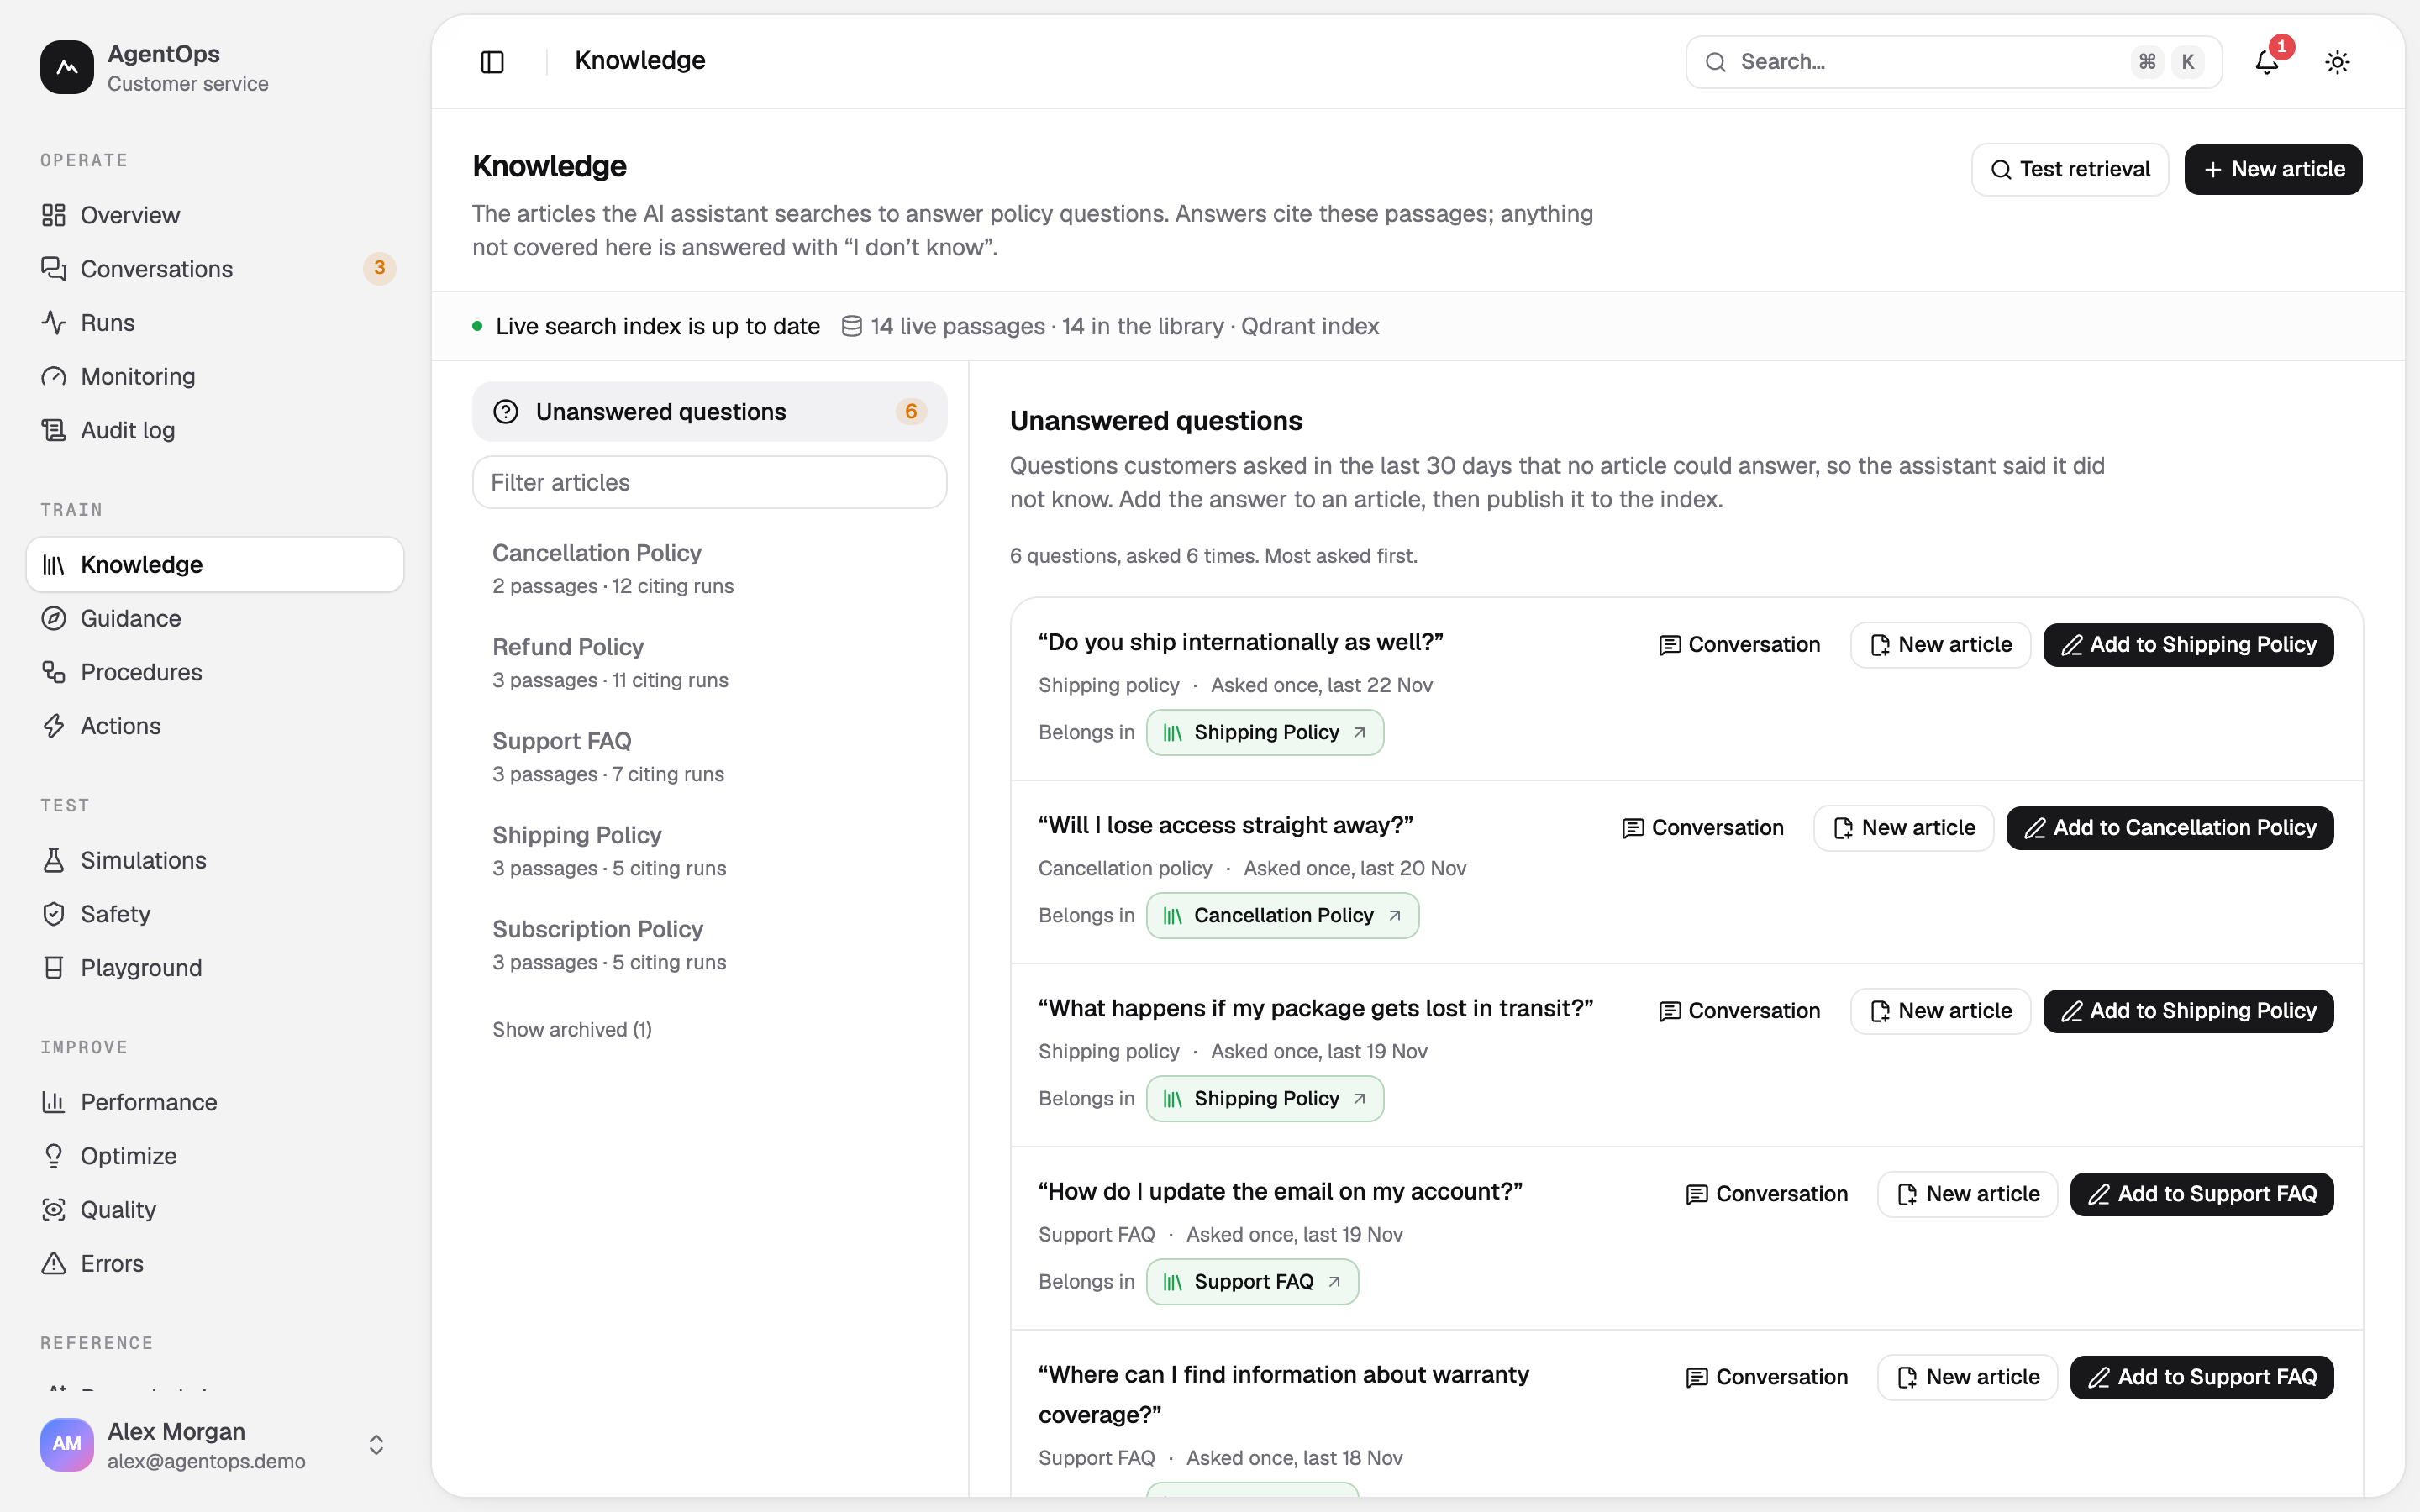 AgentOps
Customer service
OPERATE
Overview
Conversations 3
Runs
Monitoring
Audit log
TRAIN
Knowledge
Guidance
Procedures
Actions
TEST
Simulations
Safety
Playground
IMPROVE
Performance
Optimize
Quality
Errors
REFERENCE
AM
Alex Morgan
alex@agentops.demo
Knowledge
Search... ⌘ K
1
Knowledge
The articles the AI assistant searches to answer policy questions. Answers cite these passages; anything
not covered here is answered with “I don’t know”.
Test retrieval
New article
Live search index is up to date 14 live passages · 14 in the library · Qdrant index
Unanswered questions 6
Filter articles
Cancellation Policy
2 passages · 12 citing runs
Refund Policy
3 passages · 11 citing runs
Support FAQ
3 passages · 7 citing runs
Shipping Policy
3 passages · 5 citing runs
Subscription Policy
3 passages · 5 citing runs
Show archived (1)
Unanswered questions
Questions customers asked in the last 30 days that no article could answer, so the assistant said it did
not know. Add the answer to an article, then publish it to the index.
6 questions, asked 6 times. Most asked first.
“Do you ship internationally as well?” Conversation New article Add to Shipping Policy
Shipping policy · Asked once, last 22 Nov
Belongs in Shipping Policy
“Will I lose access straight away?” Conversation New article Add to Cancellation Policy
Cancellation policy · Asked once, last 20 Nov
Belongs in Cancellation Policy
“What happens if my package gets lost in transit?” Conversation New article Add to Shipping Policy
Shipping policy · Asked once, last 19 Nov
Belongs in Shipping Policy
“How do I update the email on my account?” Conversation New article Add to Support FAQ
Support FAQ · Asked once, last 19 Nov
Belongs in Support FAQ
“Where can I find information about warranty Conversation New article Add to Support FAQ
coverage?”
Support FAQ · Asked once, last 18 Nov